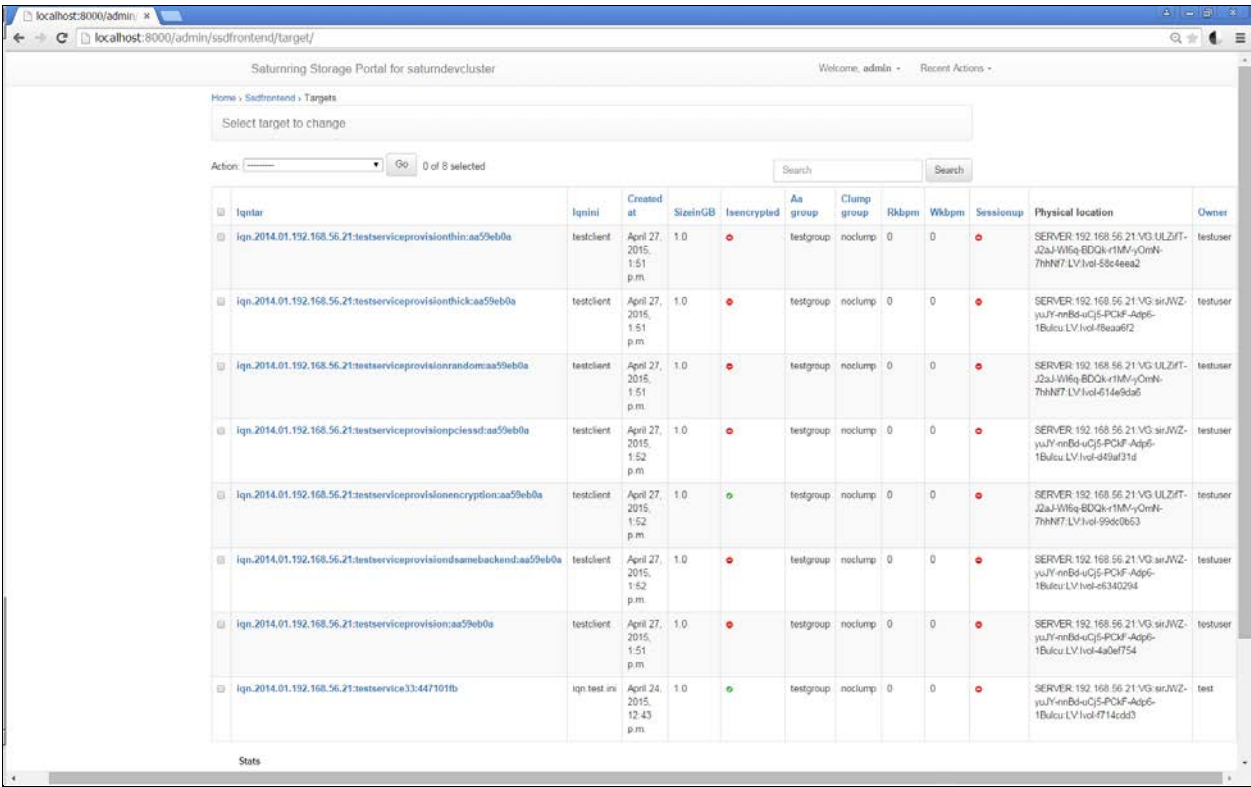 localhost:8000/admin/
localhost:8000/admin/ssdfrontend/target/
Saturnring Storage Portal for saturndevcluster
Welcome, admin
Recent Actions
Home › Ssdfrontend › Targets
Select target to change
Action: ---------
Go
0 of 8 selected
Search
Search
Iqntar Iqnini Created at SizeinGB Isencrypted Aa group Clump group Rkbpm Wkbpm Sessionup Physical location Owner
iqn.2014.01.192.168.56.21:testserviceprovisionthin:aa59eb0a testclient April 27, 1.0 testgroup noclump 0 0 SERVER:192.168.56.21:VG:ULZifT- testuser
2015, J2aJ-WI6q-BDQk-r1MV-yOmN-
1:51 7hhNf7:LV:lvol-58c4eea2
p.m.
iqn.2014.01.192.168.56.21:testserviceprovisionthick:aa59eb0a testclient April 27, 1.0 testgroup noclump 0 0 SERVER:192.168.56.21:VG:sirJWZ- testuser
2015, yuJY-nnBd-uCj5-PCkF-Adp6-
1:51 1Bulcu:LV:lvol-f8eaa6f2
p.m.
iqn.2014.01.192.168.56.21:testserviceprovisionrandom:aa59eb0a testclient April 27, 1.0 testgroup noclump 0 0 SERVER:192.168.56.21:VG:ULZifT- testuser
2015, J2aJ-WI6q-BDQk-r1MV-yOmN-
1:51 7hhNf7:LV:lvol-614e9da6
p.m.
iqn.2014.01.192.168.56.21:testserviceprovisionpciessd:aa59eb0a testclient April 27, 1.0 testgroup noclump 0 0 SERVER:192.168.56.21:VG:sirJWZ- testuser
2015, yuJY-nnBd-uCj5-PCkF-Adp6-
1:52 1Bulcu:LV:lvol-d49af31d
p.m.
iqn.2014.01.192.168.56.21:testserviceprovisionencryption:aa59eb0a testclient April 27, 1.0 testgroup noclump 0 0 SERVER:192.168.56.21:VG:ULZifT- testuser
2015, J2aJ-WI6q-BDQk-r1MV-yOmN-
1:52 7hhNf7:LV:lvol-99dc0b53
p.m.
iqn.2014.01.192.168.56.21:testserviceprovisiondsamebackend:aa59eb0a testclient April 27, 1.0 testgroup noclump 0 0 SERVER:192.168.56.21:VG:sirJWZ- testuser
2015, yuJY-nnBd-uCj5-PCkF-Adp6-
1:52 1Bulcu:LV:lvol-c6340294
p.m.
iqn.2014.01.192.168.56.21:testserviceprovision:aa59eb0a testclient April 27, 1.0 testgroup noclump 0 0 SERVER:192.168.56.21:VG:sirJWZ- testuser
2015, yuJY-nnBd-uCj5-PCkF-Adp6-
1:51 1Bulcu:LV:lvol-4a0ef754
p.m.
iqn.2014.01.192.168.56.21:testservice33:447101fb iqn.test.ini April 24, 1.0 testgroup noclump 0 0 SERVER:192.168.56.21:VG:sirJWZ- test
2015, yuJY-nnBd-uCj5-PCkF-Adp6-
12:43 1Bulcu:LV:lvol-f714cdd3
p.m.
Stats